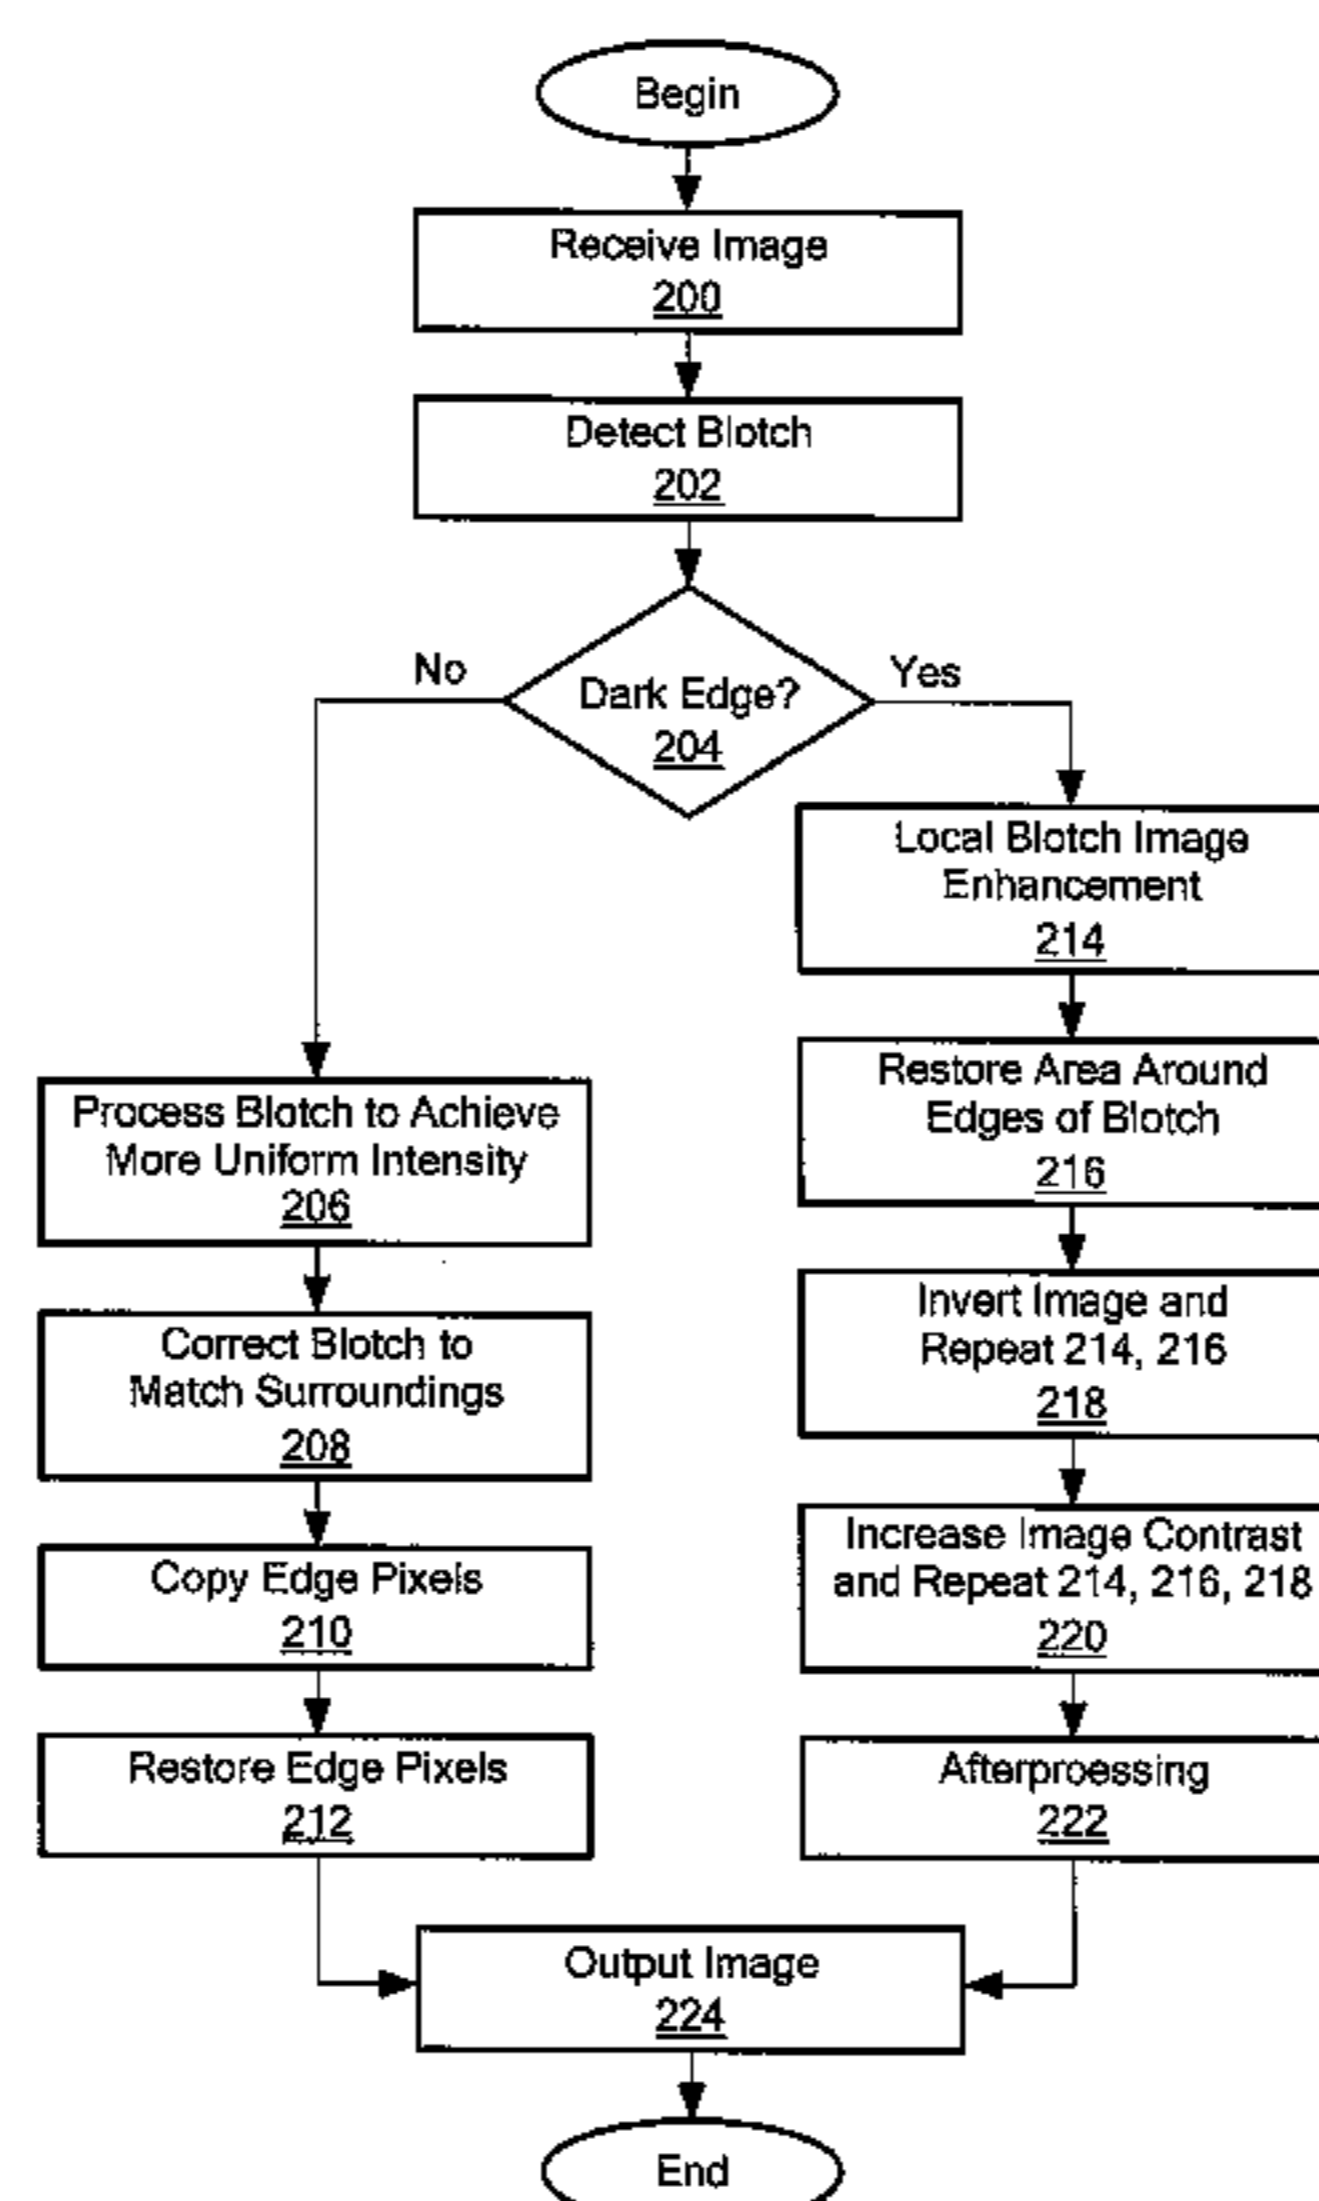 Begin
Receive Image
200
Detect Blotch
202
Dark Edge?
204
No
Yes
Local Blotch Image
Enhancement
214
Restore Area Around
Edges of Blotch
216
Invert Image and
Repeat 214, 216
218
Increase Image Contrast
and Repeat 214, 216, 218
220
Afterproessing
222
Process Blotch to Achieve
More Uniform Intensity
206
Correct Blotch to
Match Surroundings
208
Copy Edge Pixels
210
Restore Edge Pixels
212
Output Image
224
End